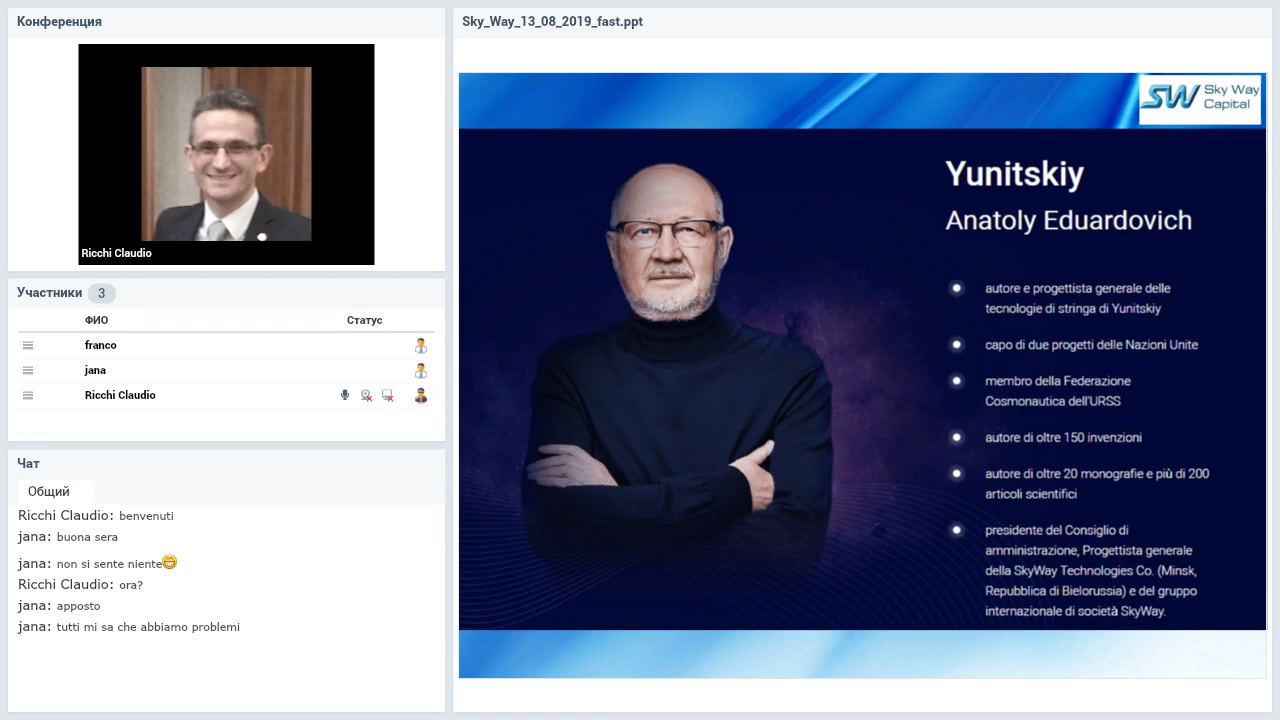 Конференция
Ricchi Claudio
Участники 3
ФИО Статус
franco
jana
Ricchi Claudio
Чат
Общий
Ricchi Claudio: benvenuti
jana: buona sera
jana: non si sente niente
Ricchi Claudio: ora?
jana: apposto
jana: tutti mi sa che abbiamo problemi
Sky_Way_13_08_2019_fast.ppt
SW Sky Way
Capital
Yunitskiy
Anatoly Eduardovich
autore e progettista generale delle
tecnologie di stringa di Yunitskiy
capo di due progetti delle Nazioni Unite
membro della Federazione
Cosmonautica dell'URSS
autore di oltre 150 invenzioni
autore di oltre 20 monografie e più di 200
articoli scientifici
presidente del Consiglio di
amministrazione, Progettista generale
della SkyWay Technologies Co. (Minsk,
Repubblica di Bielorussia) e del gruppo
internazionale di società SkyWay.